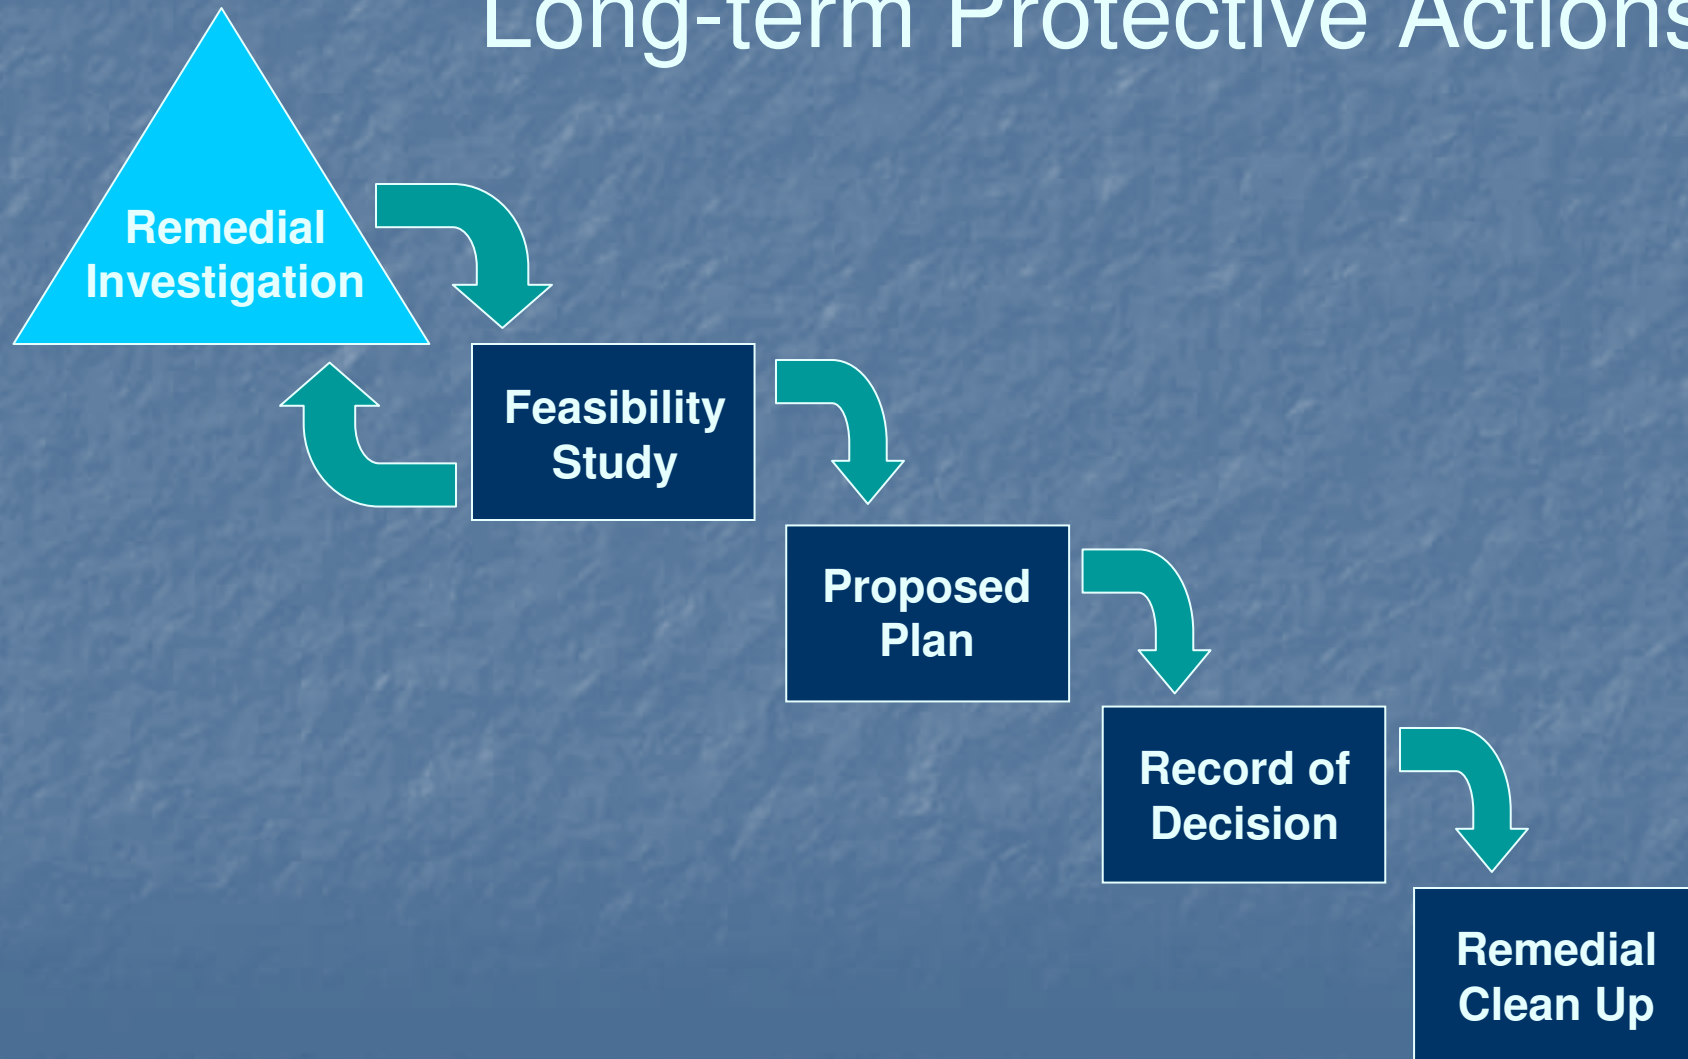 Long-term Protective Actions
Remedial
Investigation
Feasibility
Study
Proposed
Plan
Record of
Decision
Remedial
Clean Up